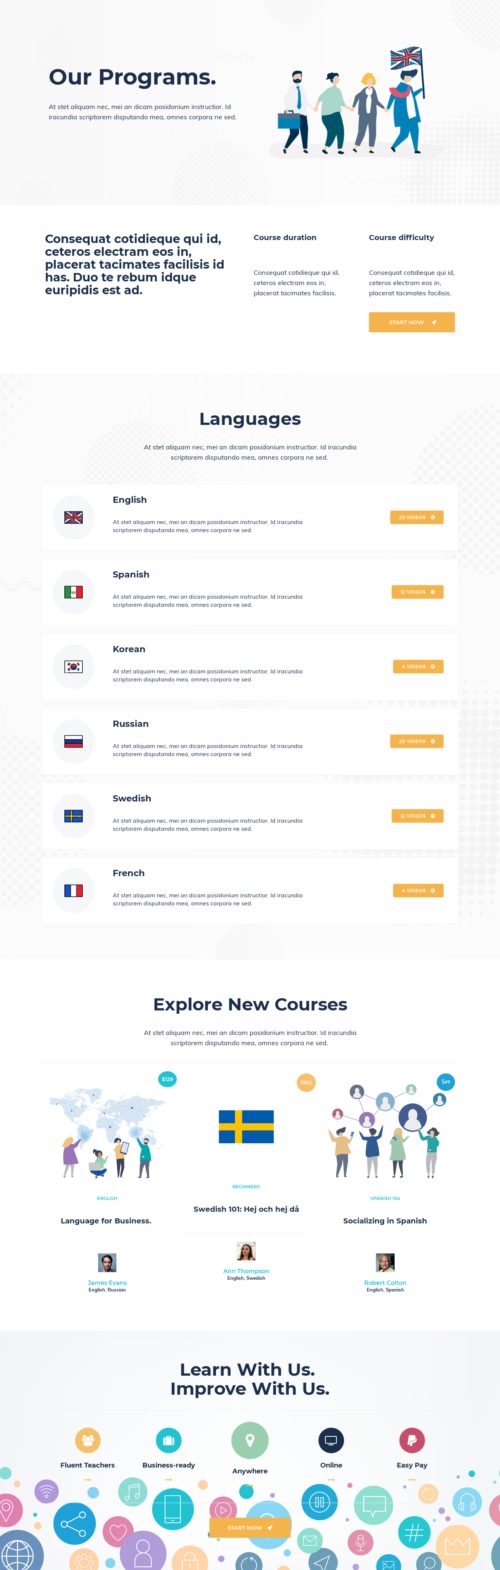 Our Programs.
At stet aliquam nec, mei an dicam posidonium instructior. Id
iracundia scriptorem disputando mea, omnes corpora ne sed.
Consequat cotidieque qui id,
ceteros electram eos in,
placerat tacimates facilisis id
has. Duo te rebum idque
euripidis est ad.
Course duration
Consequat cotidieque qui id,
ceteros electram eos in,
placerat tacimates facilisis.
Course difficulty
Consequat cotidieque qui id,
ceteros electram eos in,
placerat tacimates facilisis.
START NOW
Languages
At stet aliquam nec, mei an dicam posidonium instructior. Id iracundia
scriptorem disputando mea, omnes corpora ne sed.
English
At stet aliquam nec, mei an dicam posidonium instructior. Id iracundia
scriptorem disputando mea, omnes corpora ne sed.
38 VIDEOS
Spanish
At stet aliquam nec, mei an dicam posidonium instructior. Id iracundia
scriptorem disputando mea, omnes corpora ne sed.
12 VIDEOS
Korean
At stet aliquam nec, mei an dicam posidonium instructior. Id iracundia
scriptorem disputando mea, omnes corpora ne sed.
4 VIDEOS
Russian
At stet aliquam nec, mei an dicam posidonium instructior. Id iracundia
scriptorem disputando mea, omnes corpora ne sed.
38 VIDEOS
Swedish
At stet aliquam nec, mei an dicam posidonium instructior. Id iracundia
scriptorem disputando mea, omnes corpora ne sed.
12 VIDEOS
French
At stet aliquam nec, mei an dicam posidonium instructior. Id iracundia
scriptorem disputando mea, omnes corpora ne sed.
4 VIDEOS
Explore New Courses
At stet aliquam nec, mei an dicam posidonium instructior. Id iracundia
scriptorem disputando mea, omnes corpora ne sed.
$129
ENGLISH
Language for Business.
James Evans
English, Russian
FREE
BEGINNERS
Swedish 101: Hej och hej då
Ann Thompson
English, Swedish
$49
SPANISH 104
Socializing in Spanish
Robert Colton
English, Spanish
Learn With Us.
Improve With Us.
Fluent Teachers
Business-ready
Anywhere
Online
Easy Pay
START NOW